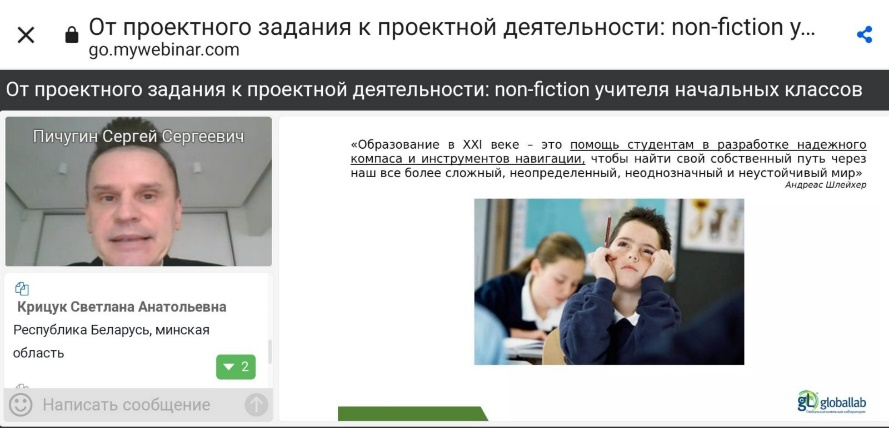 От проектного задания к проектной деятельности: non-fiction у...
go.mywebinar.com
От проектного задания к проектной деятельности: non-fiction учителя начальных классов
Пичугин Сергей Сергеевич
Крицук Светлана Анатольевна
Республика Беларусь, минская
область
2
Написать сообщение
«Образование в XXI веке – это помощь студентам в разработке надежного
компаса и инструментов навигации, чтобы найти свой собственный путь через
наш все более сложный, неопределенный, неоднозначный и неустойчивый мир»
Андреас Шлейхер
gL globallab